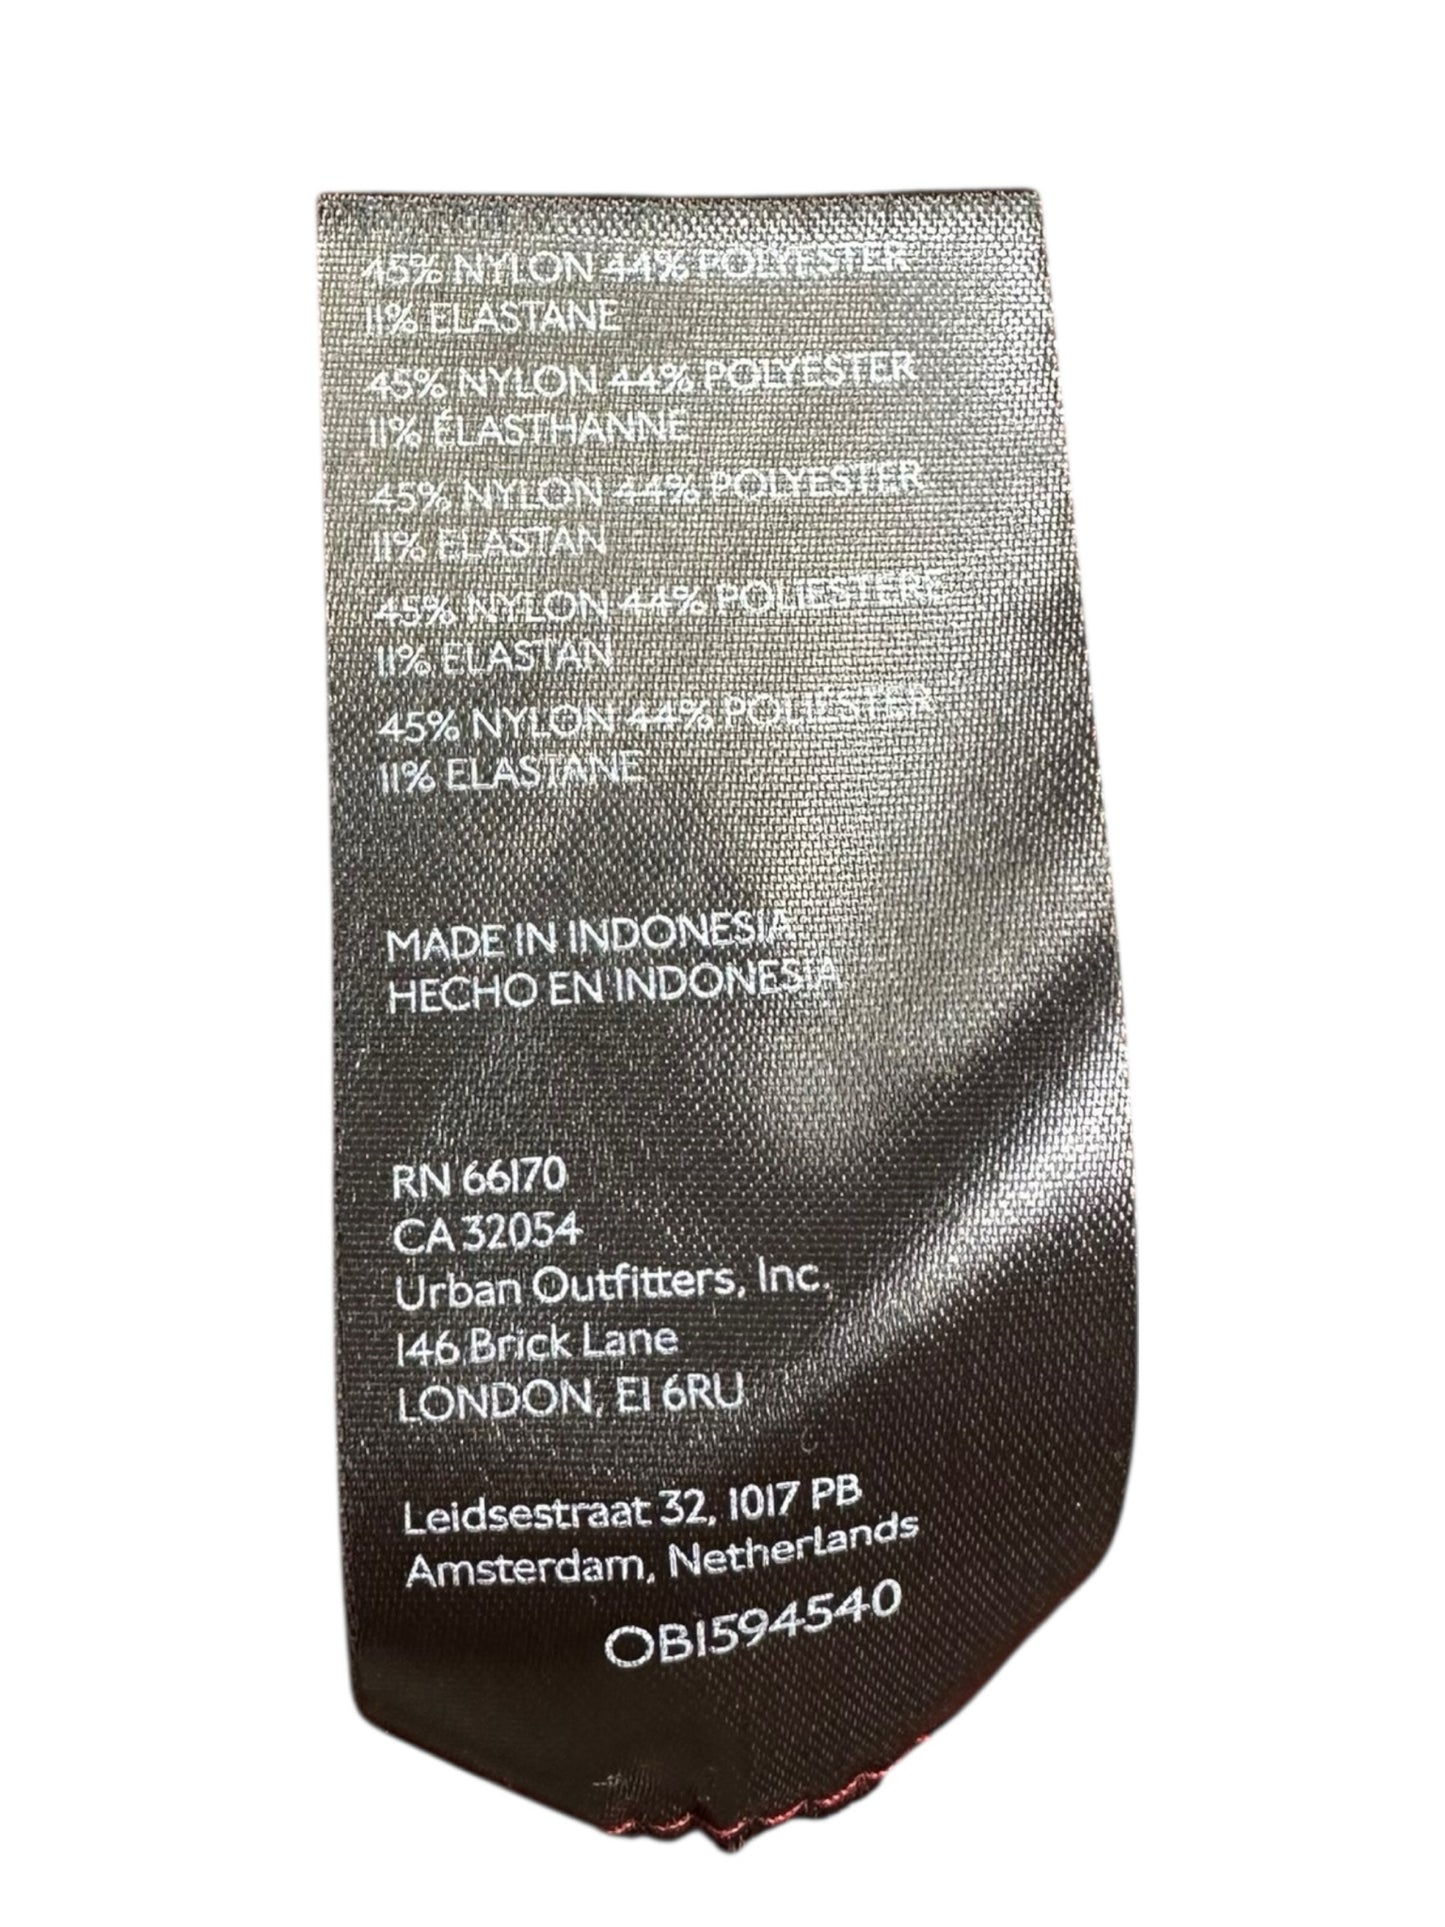 45% NYLON 44% POLYESTER
11% ELASTANE
45% NYLON 44% POLYESTER
11% ÉLASTHANNE
45% NYLON 44% POLYESTER
11% ELASTAN
45% NYLON 44% POLIESTERE
11% ELASTAN
45% NYLON 44% POLIESTER
11% ELASTANE
MADE IN INDONESIA
HECHO EN INDONESIA
RN 66170
CA 32054
Urban Outfitters, Inc.
146 Brick Lane
LONDON, E1 6RU
Leidsestraat 32, 1017 PB
Amsterdam, Netherlands
OB1594540